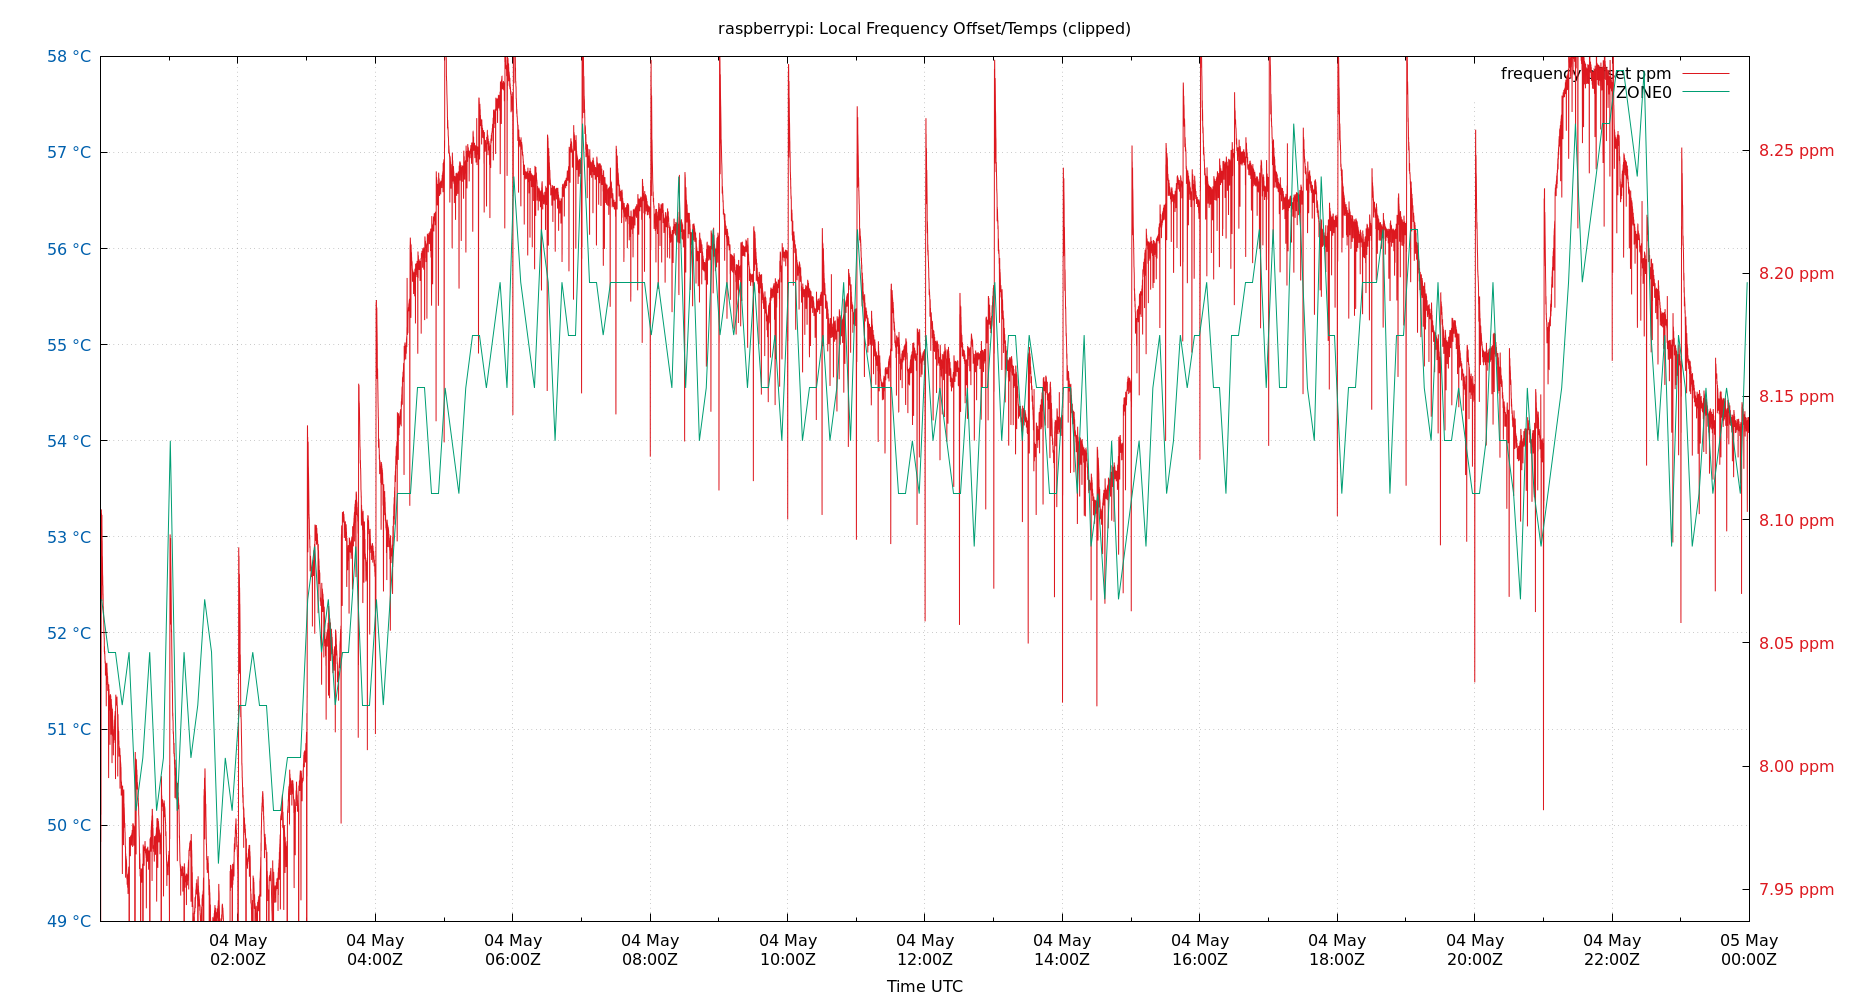 raspberrypi: Local Frequency Offset/Temps (clipped)
58 °C
57 °C
56 °C
55 °C
54 °C
53 °C
52 °C
51 °C
50 °C
49 °C
frequency offset ppm
ZONE0
8.25 ppm
8.20 ppm
8.15 ppm
8.10 ppm
8.05 ppm
8.00 ppm
7.95 ppm
04 May 04 May 04 May 04 May 04 May 04 May 04 May 04 May 04 May 04 May 04 May 05 May
02:00Z 04:00Z 06:00Z 08:00Z 10:00Z 12:00Z 14:00Z 16:00Z 18:00Z 20:00Z 22:00Z 00:00Z
Time UTC